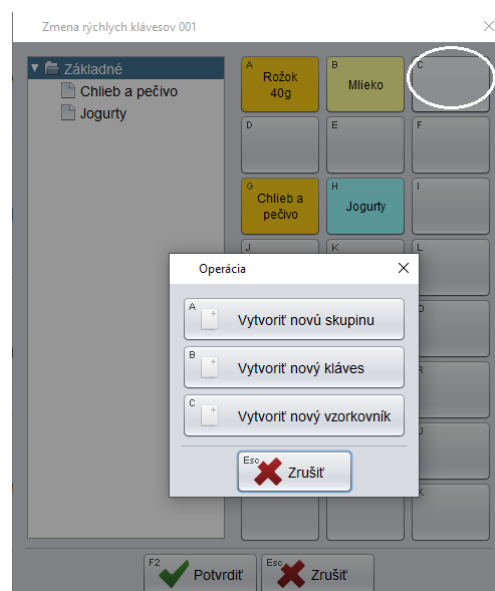 Zmena rýchlych klávesov 001
Základné
Chlieb a pečivo
Jogurty
A
Rožok
40g
B
Mlieko
C
D
E
F
G
Chlieb a
pečivo
H
Jogurty
I
J
K
L
Operácia
A
Vytvoriť novú skupinu
B
Vytvoriť nový kláves
C
Vytvoriť nový vzorkovník
Esc
Zrušiť
R
U
K
F2
Potvrdiť
Esc
Zrušiť